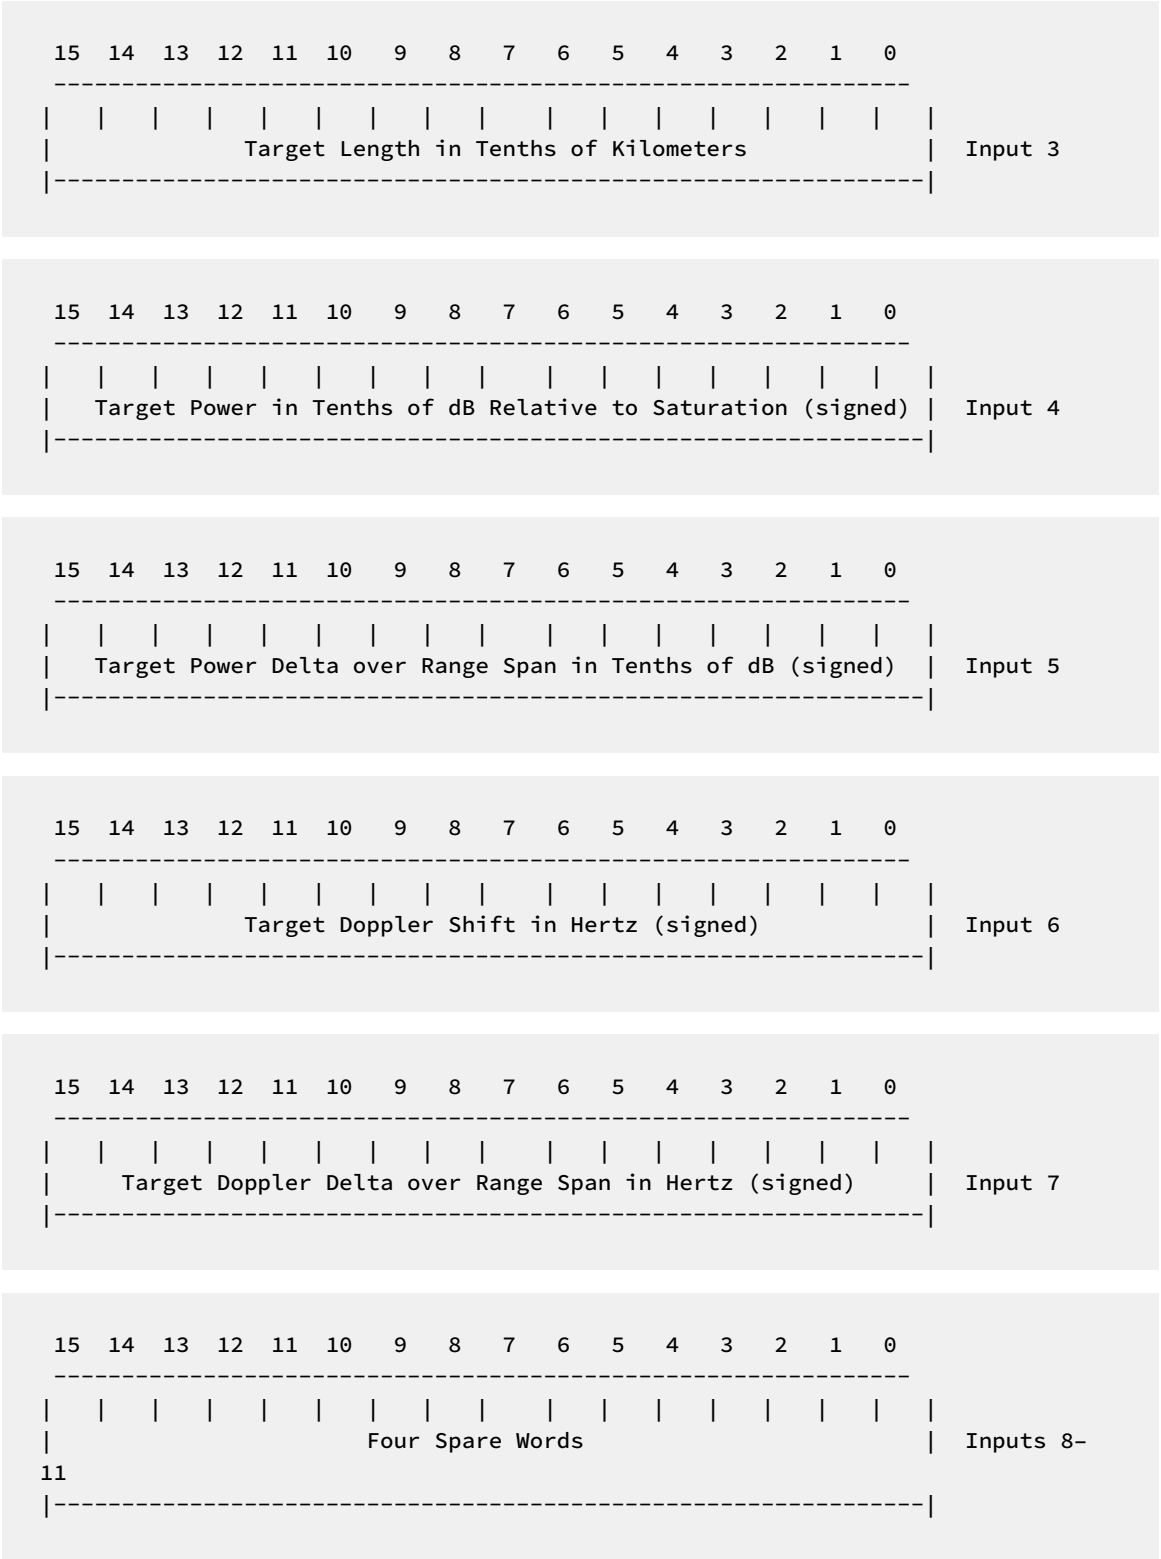 15  14  13  12  11  10   9   8   7   6   5   4   3   2   1   0
----------------------------------------------------------------
|   |   |   |   |   |   |   |   |    |   |   |   |   |   |   |   |
|              Target Length in Tenths of Kilometers             |  Input 3
|----------------------------------------------------------------|
15  14  13  12  11  10   9   8   7   6   5   4   3   2   1   0
----------------------------------------------------------------
|   |   |   |   |   |   |   |   |    |   |   |   |   |   |   |   |
|   Target Power in Tenths of dB Relative to Saturation (signed) |  Input 4
|----------------------------------------------------------------|
15  14  13  12  11  10   9   8   7   6   5   4   3   2   1   0
----------------------------------------------------------------
|   |   |   |   |   |   |   |   |    |   |   |   |   |   |   |   |
|   Target Power Delta over Range Span in Tenths of dB (signed)  |  Input 5
|----------------------------------------------------------------|
15  14  13  12  11  10   9   8   7   6   5   4   3   2   1   0
----------------------------------------------------------------
|   |   |   |   |   |   |   |   |    |   |   |   |   |   |   |   |
|              Target Doppler Shift in Hertz (signed)            |  Input 6
|----------------------------------------------------------------|
15  14  13  12  11  10   9   8   7   6   5   4   3   2   1   0
----------------------------------------------------------------
|   |   |   |   |   |   |   |   |    |   |   |   |   |   |   |   |
|     Target Doppler Delta over Range Span in Hertz (signed)     |  Input 7
|----------------------------------------------------------------|
15  14  13  12  11  10   9   8   7   6   5   4   3   2   1   0
----------------------------------------------------------------
|   |   |   |   |   |   |   |   |    |   |   |   |   |   |   |   |
|                       Four Spare Words                         |  Inputs 8–
11
|----------------------------------------------------------------|